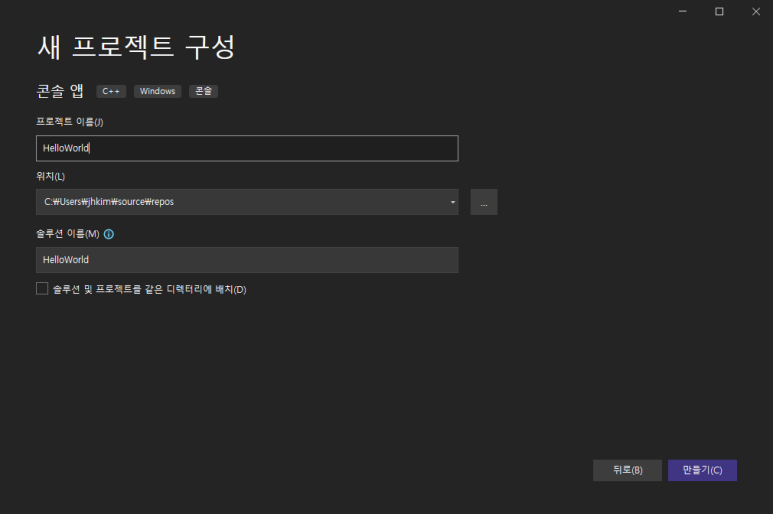 새 프로젝트 구성
콘솔 앱 C++ Windows 콘솔
프로젝트 이름(J)
HelloWorld
위치(L)
C:₩Users₩jhkim₩source₩repos
...
솔루션 이름(M)
HelloWorld
솔루션 및 프로젝트를 같은 디렉터리에 배치(D)
뒤로(B) 만들기(C)